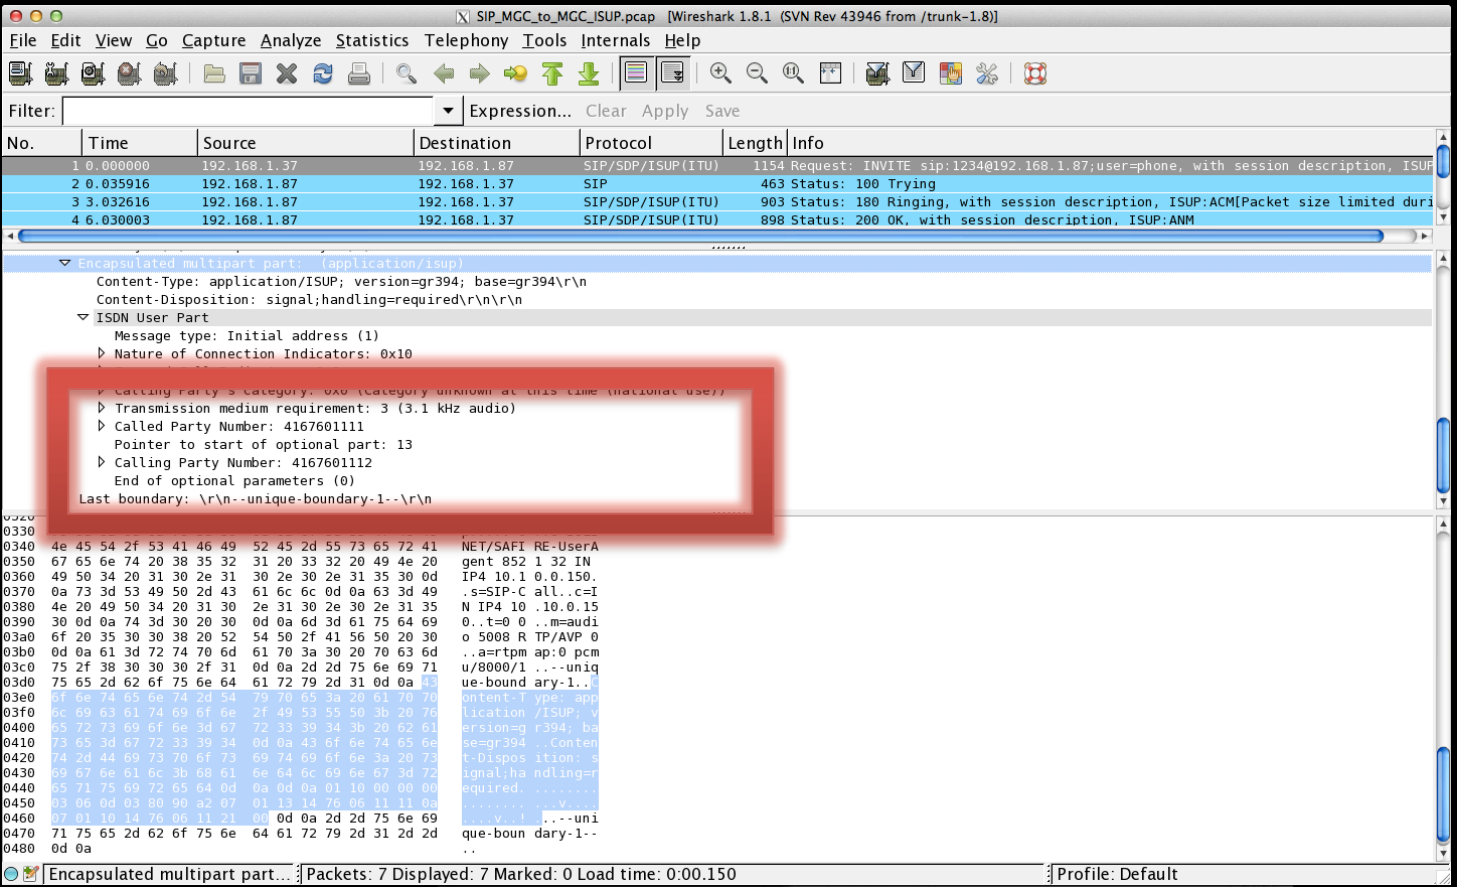 SIP_MGC_to_MGC_ISUP.pcap [Wireshark 1.8.1 (SVN Rev 43946 from /trunk-1.8)]
File Edit View Go Capture Analyze Statistics Telephony Tools Internals Help
Filter: Expression... Clear Apply Save
No. Time Source Destination Protocol Length Info
1 0.000000 192.168.1.37 192.168.1.87 SIP/SDP/ISUP(ITU) 1154 Request: INVITE sip:1234@192.168.1.87;user=phone, with session description, ISUP
2 0.035916 192.168.1.87 192.168.1.37 SIP 463 Status: 100 Trying
3 3.032616 192.168.1.87 192.168.1.37 SIP/SDP/ISUP(ITU) 903 Status: 180 Ringing, with session description, ISUP:ACM[Packet size limited duri
4 6.030003 192.168.1.87 192.168.1.37 SIP/SDP/ISUP(ITU) 898 Status: 200 OK, with session description, ISUP:ANM
Encapsulated multipart part: (application/isup)
Content-Type: application/ISUP; version=gr394; base=gr394\r\n
Content-Disposition: signal;handling=required\r\n\r\n
ISDN User Part
Message type: Initial address (1)
Nature of Connection Indicators: 0x10
Calling Party's Category: 0x0 (Category unknown at this time (national use))
Transmission medium requirement: 3 (3.1 kHz audio)
Called Party Number: 4167601111
Pointer to start of optional part: 13
Calling Party Number: 4167601112
End of optional parameters (0)
Last boundary: \r\n--unique-boundary-1--\r\n
0320
0330
0340 4e 45 54 2f 53 41 46 49 52 45 2d 55 73 65 72 41 NET/SAFI RE-UserA
0350 67 65 6e 74 20 38 35 32 31 20 33 32 20 49 4e 20 gent 852 1 32 IN
0360 49 50 34 20 31 30 2e 31 30 2e 30 2e 31 35 30 0d IP4 10.1 0.0.150.
0370 0a 73 3d 53 49 50 2d 43 61 6c 6c 0d 0a 63 3d 49 .s=SIP-C all..c=I
0380 4e 20 49 50 34 20 31 30 2e 31 30 2e 30 2e 31 35 N IP4 10 .10.0.15
0390 30 0d 0a 74 3d 30 20 30 0d 0a 6d 3d 61 75 64 69 0..t=0 0 ..m=audi
03a0 6f 20 35 30 30 38 20 52 54 50 2f 41 56 50 20 30 o 5008 R TP/AVP 0
03b0 0d 0a 61 3d 72 74 70 6d 61 70 3a 30 20 70 63 6d ..a=rtpm ap:0 pcm
03c0 75 2f 38 30 30 30 2f 31 0d 0a 2d 2d 75 6e 69 71 u/8000/1 ..--uniq
03d0 75 65 2d 62 6f 75 6e 64 61 72 79 2d 31 0d 0a 43 ue-bound ary-1..C
03e0 6f 6e 74 65 6e 74 2d 54 79 70 65 3a 20 61 70 70 ontent-T ype: app
03f0 6c 69 63 61 74 69 6f 6e 2f 49 53 55 50 3b 20 76 lication /ISUP; v
0400 65 72 73 69 6f 6e 3d 67 72 33 39 34 3b 20 62 61 ersion=g r394; ba
0410 73 65 3d 67 72 33 39 34 0d 0a 43 6f 6e 74 65 6e se=gr394 ..Conten
0420 74 2d 44 69 73 70 6f 73 69 74 69 6f 6e 3a 20 73 t-Dispos ition: s
0430 69 67 6e 61 6c 3b 68 61 6e 64 6c 69 6e 67 3d 72 ignal;ha ndling=r
0440 65 71 75 69 72 65 64 0d 0a 0d 0a 01 10 00 00 00 equired. ........
0450 03 06 0d 03 80 90 a2 07 01 13 14 76 06 11 11 0a ........ ...v....
0460 07 01 10 14 76 06 11 21 00 0d 0a 2d 2d 75 6e 69 ....v..! ...--uni
0470 71 75 65 2d 62 6f 75 6e 64 61 72 79 2d 31 2d 2d que-boun dary-1--
0480 0d 0a ..
Encapsulated multipart part... Packets: 7 Displayed: 7 Marked: 0 Load time: 0:00.150 Profile: Default